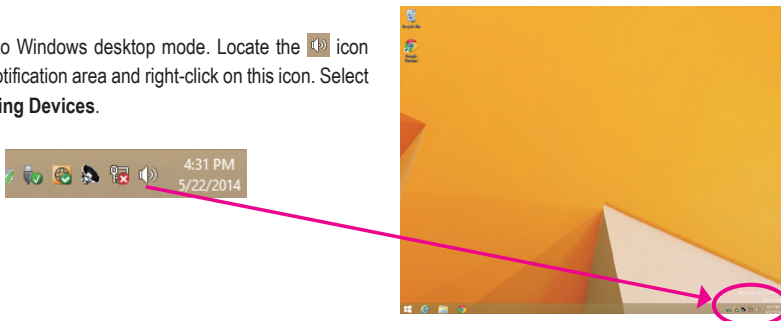 to Windows desktop mode. Locate the icon
otification area and right-click on this icon. Select
ing Devices.
4:31 PM
5/22/2014